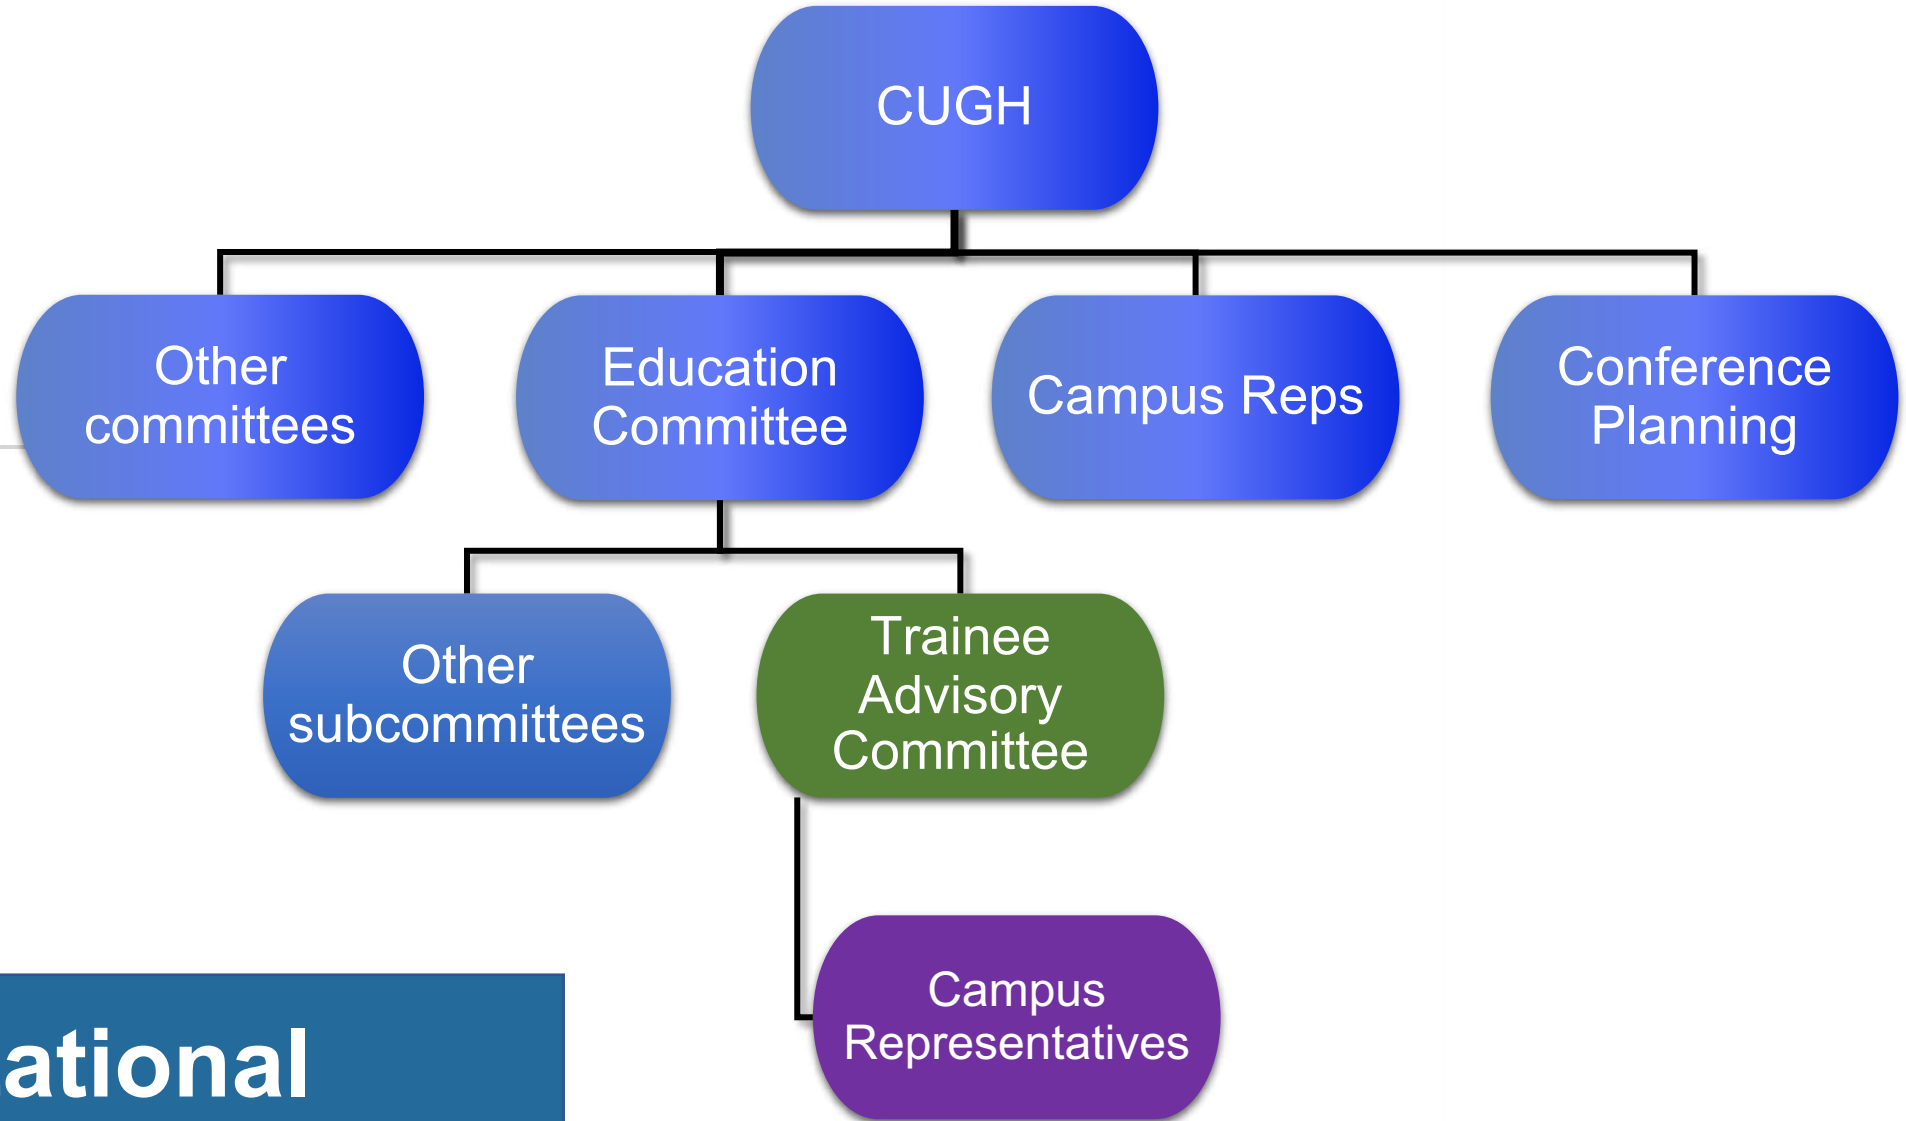 CUGH
Other
committees
Education
Committee
Campus Reps
Conference
Planning
Other
subcommittees
Trainee
Advisory
Committee
Campus
Representatives
ational